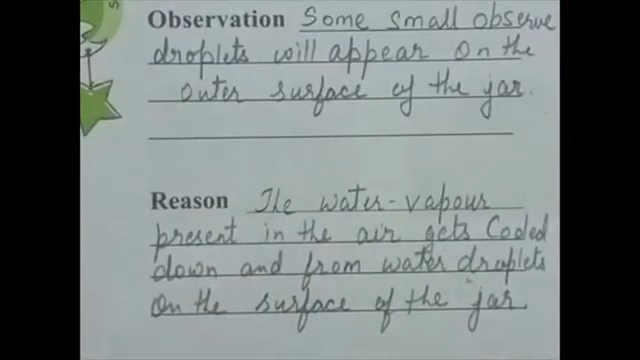 Observation Some small observe
droplets will appear on the
outer surface of the jar.
Reason The water-vapour
present in the air gets Cooled
down and from water droplets
on the surface of the jar.